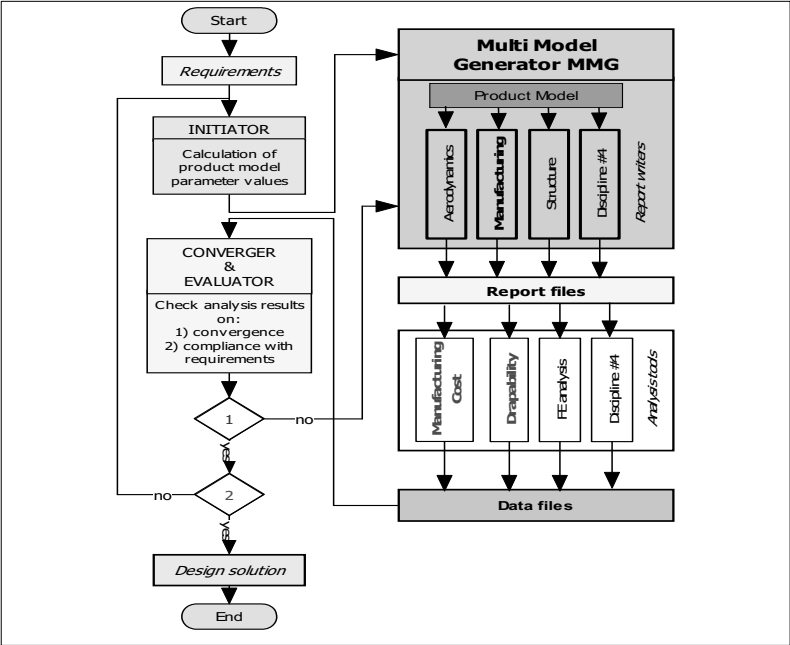 Start
Requirements
INITIATOR
Calculation of
product model
parameter values
CONVERGER
&
EVALUATOR
Check analysis results
on:
1) convergence
2) compliance with
requirements
1
no
yes
2
no
yes
Design solution
End
Multi Model
Generator MMG
Product Model
Aerodynamics
Manufacturing
Structure
Discipline #4
Report writers
Report files
Manufacturing
Cost
Drapability
FE analysis
Discipline #4
Analysis tools
Data files